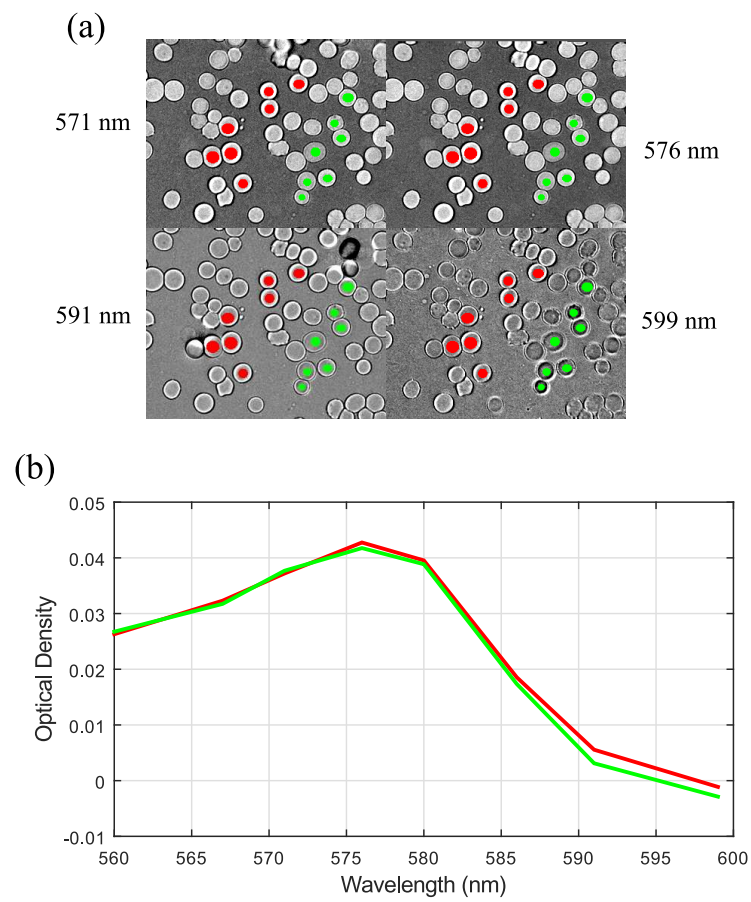 (a)
571 nm
576 nm
591 nm
599 nm
(b)
0.05
0.04
0.03
0.02
0.01
0
-0.01
Optical Density
560 565 570 575 580 585 590 595 600
Wavelength (nm)